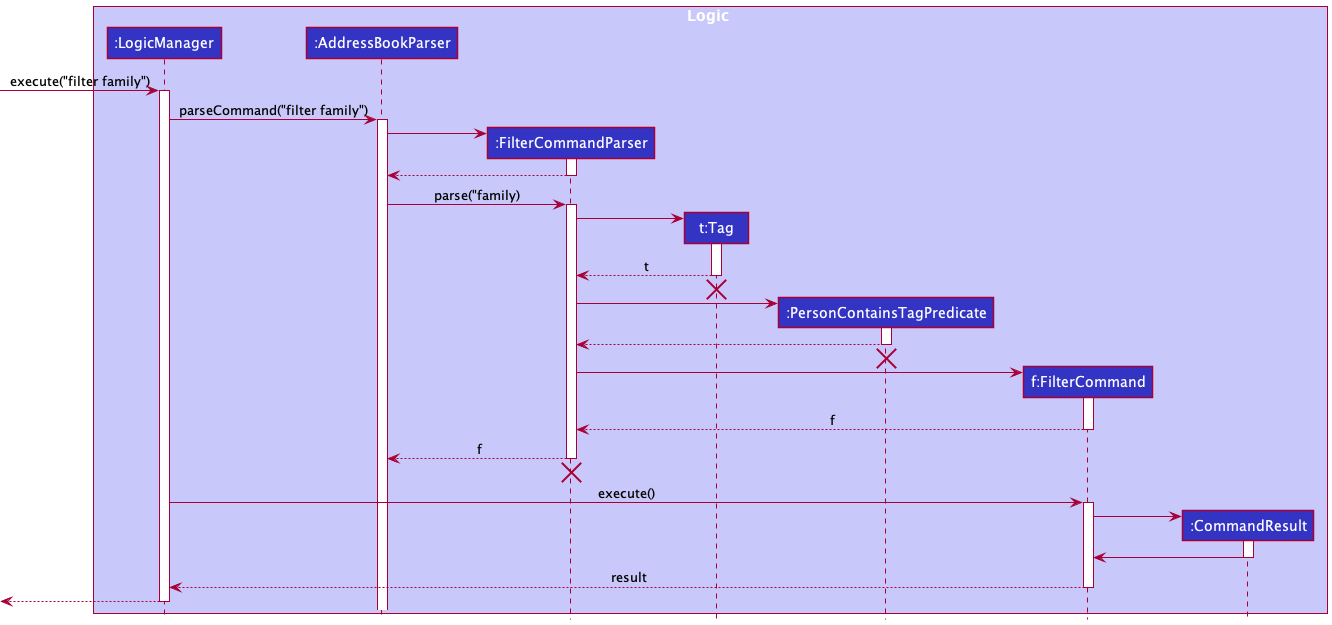 Logic
:LogicManager
:AddressBookParser
execute("filter family")
parseCommand("filter family")
:FilterCommandParser
parse("family)
t:Tag
t
:PersonContainsTagPredicate
f:FilterCommand
f
f
execute()
:CommandResult
result